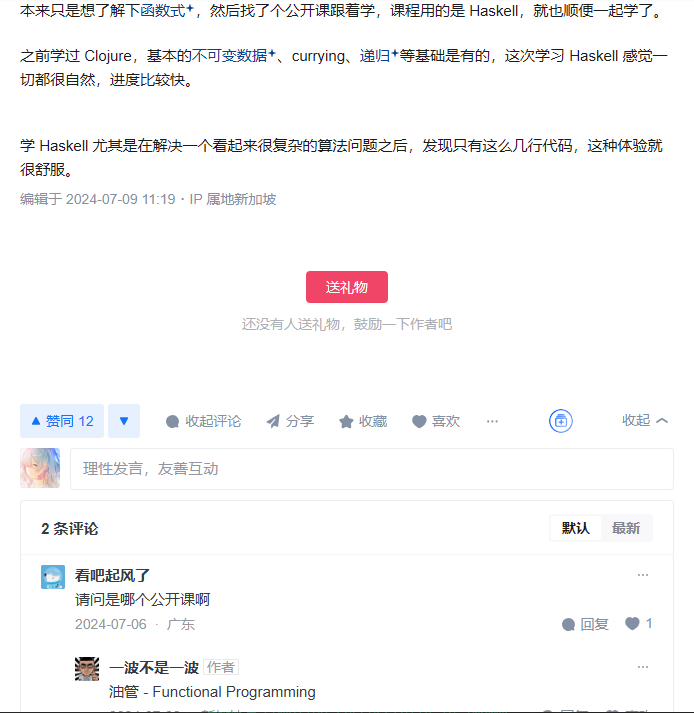 本来只是想了解下函数式，然后找了个公开课跟着学，课程用的是 Haskell，就也顺便一起学了。
之前学过 Clojure，基本的不可变数据、currying、递归等基础是有的，这次学习 Haskell 感觉一
切都很自然，进度比较快。
学 Haskell 尤其是在解决一个看起来很复杂的算法问题之后，发现只有这么几行代码，这种体验就
很舒服。
编辑于 2024-07-09 11:19・IP 属地新加坡
送礼物
还没有人送礼物，鼓励一下作者吧
赞同 12
收起评论
分享
收藏
喜欢
收起
理性发言，友善互动
2 条评论
默认
最新
看吧起风了
请问是哪个公开课啊
2024-07-06 · 广东
回复
1
一波不是一波 作者
油管 - Functional Programming